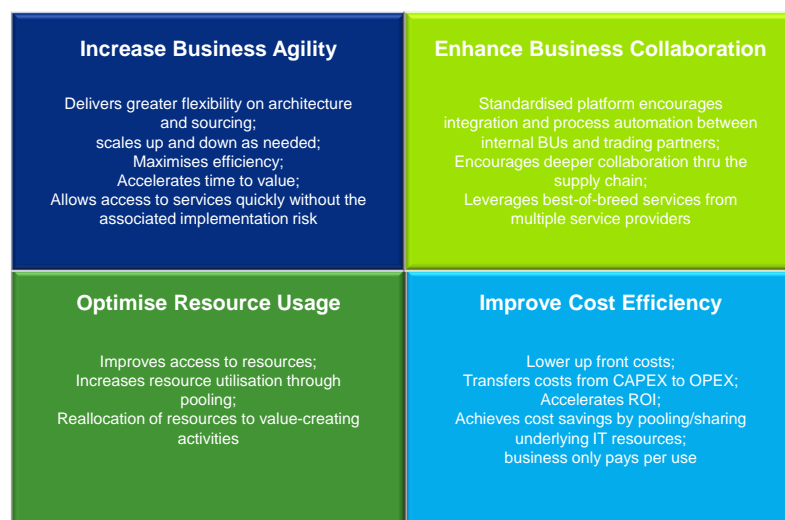 Increase Business Agility
Delivers greater flexibility on architecture
and sourcing;
scales up and down as needed;
Maximises efficiency;
Accelerates time to value;
Allows access to services quickly without the
associated implementation risk
Enhance Business Collaboration
Standardised platform encourages
integration and process automation between
internal BUs and trading partners;
Encourages deeper collaboration thru the
supply chain;
Leverages best-of-breed services from
multiple service providers
Optimise Resource Usage
Improves access to resources;
Increases resource utilisation through
pooling;
Reallocation of resources to value-creating
activities
Improve Cost Efficiency
Lower up front costs;
Transfers costs from CAPEX to OPEX;
Accelerates ROI;
Achieves cost savings by pooling/sharing
underlying IT resources;
business only pays per use